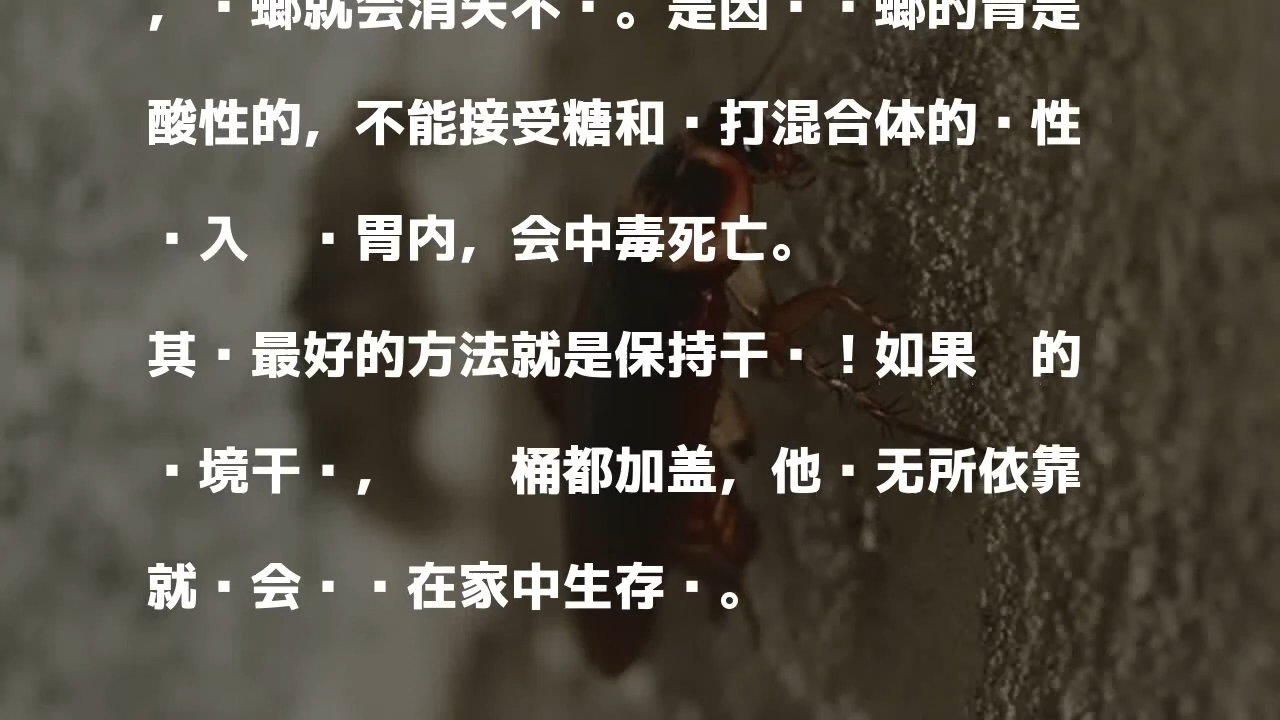 ，·螂就会消失不·。是因··螂的胃是
酸性的，不能接受糖和·打混合体的·性
·入　·胃内，会中毒死亡。
其·最好的方法就是保持干·！如果　的
·境干·，　　桶都加盖，他·无所依靠
就·会··在家中生存·。